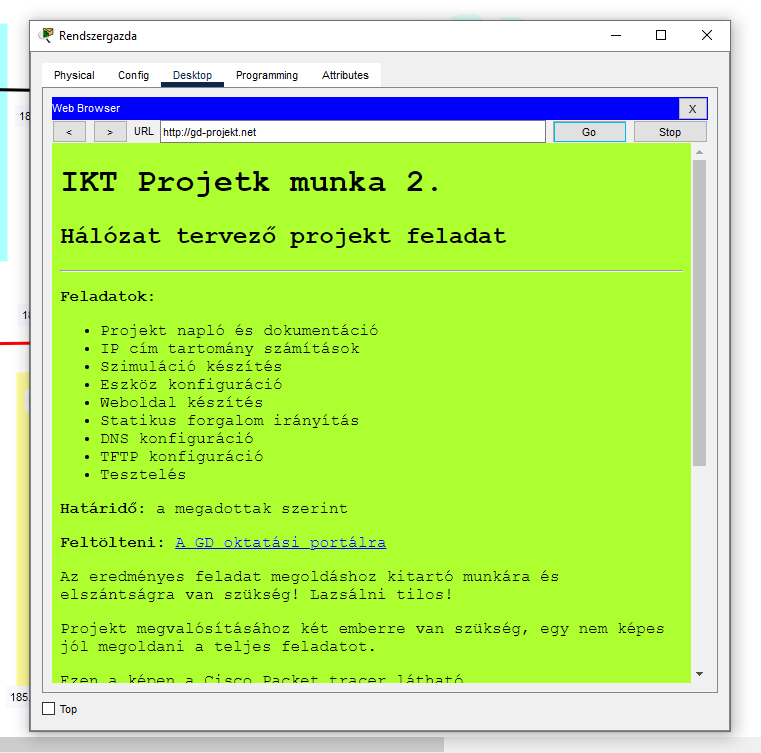 Rendszergazda
Physical Config Desktop Programming Attributes
Web Browser X
< > URL http://gd-projekt.net Go Stop
IKT Projetk munka 2.
Hálózat tervező projekt feladat
Feladatok:
• Projekt napló és dokumentáció
• IP cím tartomány számítások
• Szimuláció készítés
• Eszköz konfiguráció
• Weboldal készítés
• Statikus forgalom irányítás
• DNS konfiguráció
• TFTP konfiguráció
• Tesztelés
Határidő: a megadottak szerint
Feltölteni: A GD oktatási portálra
Az eredményes feladat megoldáshoz kitartó munkára és
elszántságra van szükség! Lazsálni tilos!
Projekt megvalósításához két emberre van szükség, egy nem képes
jól megoldani a teljes feladatot.
Ezen a képen a Cisco Packet tracer látható
Top
18
18
185.